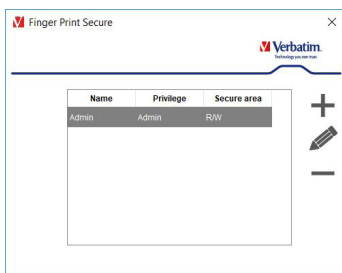 Finger Print Secure
Verbatim.
Technology you can trust
Name Privilege Secure area
Admin Admin R/W